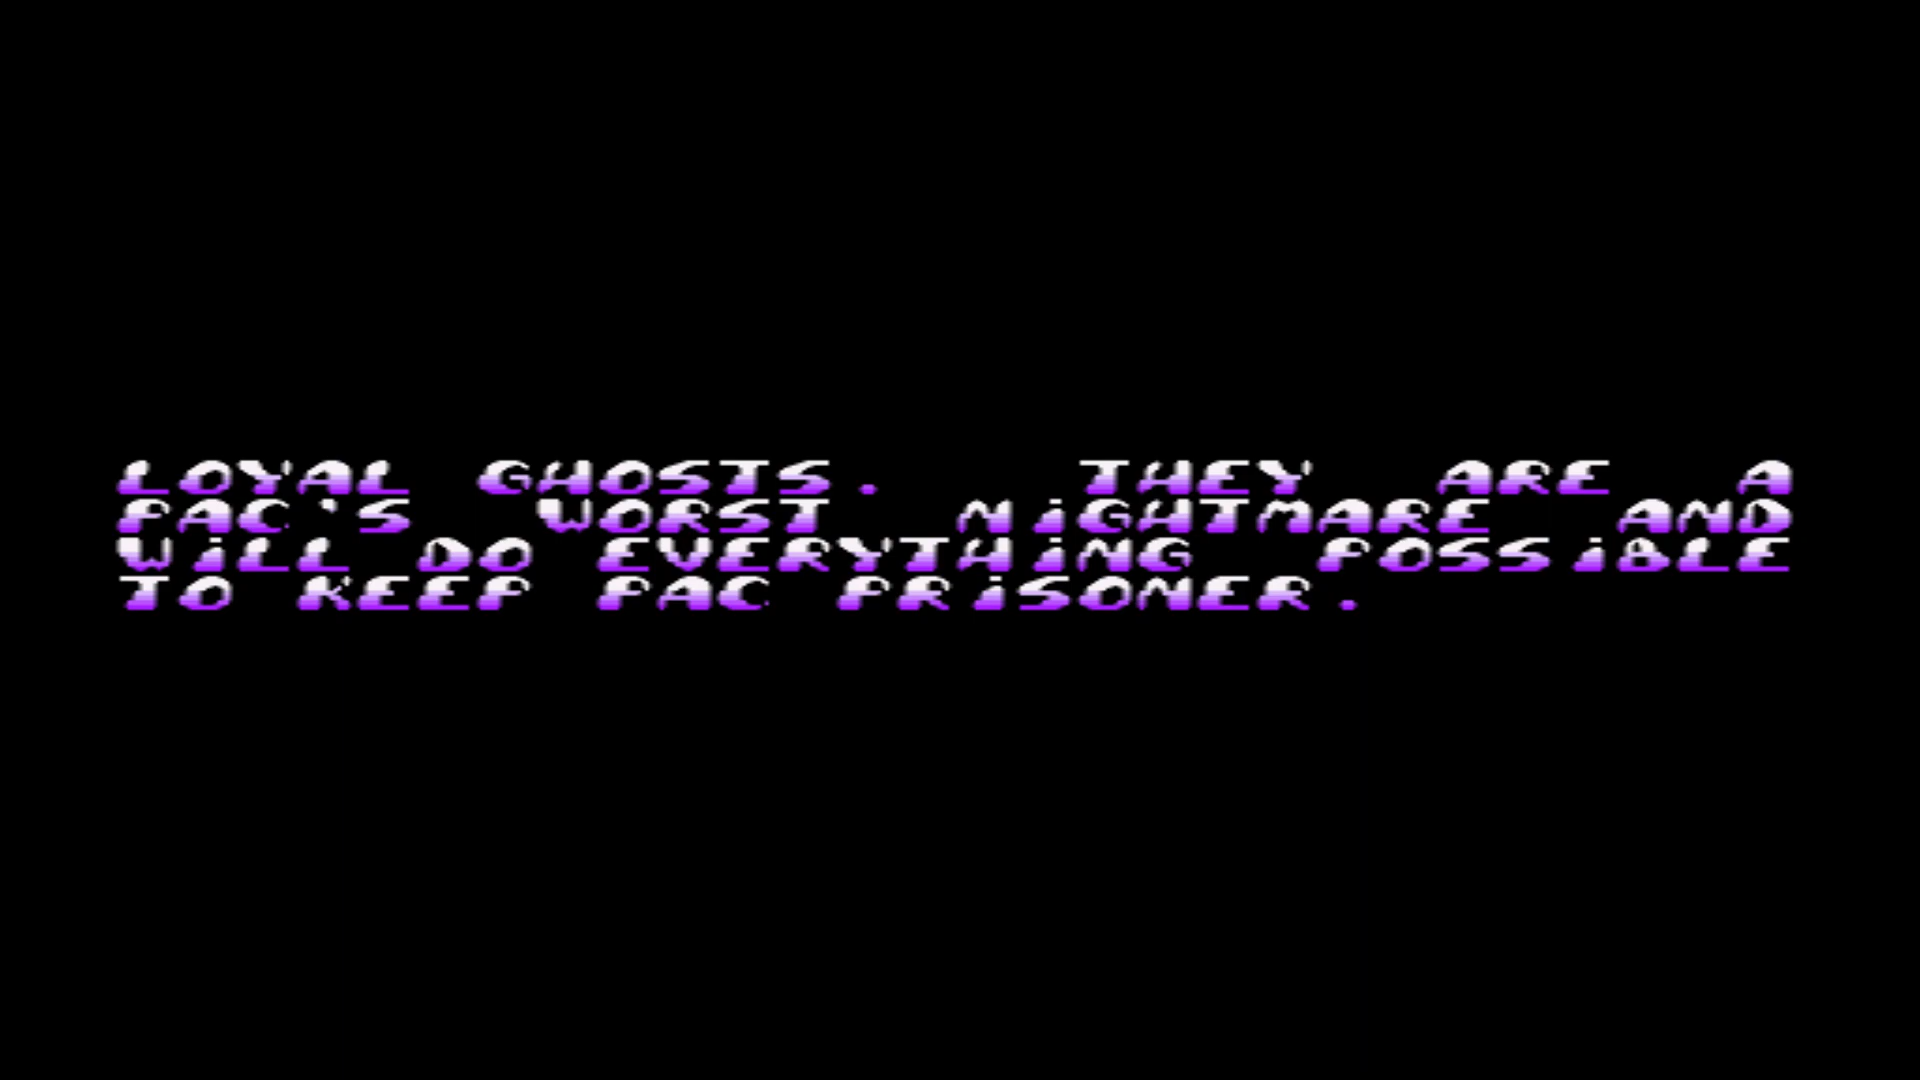 LOYAL GHOSTS. THEY ARE A
PAC'S WORST NiGHTMARE AND
WiLL DO EVERYTHiNG POSSiBLE
TO KEEP PAC PRiSONER.